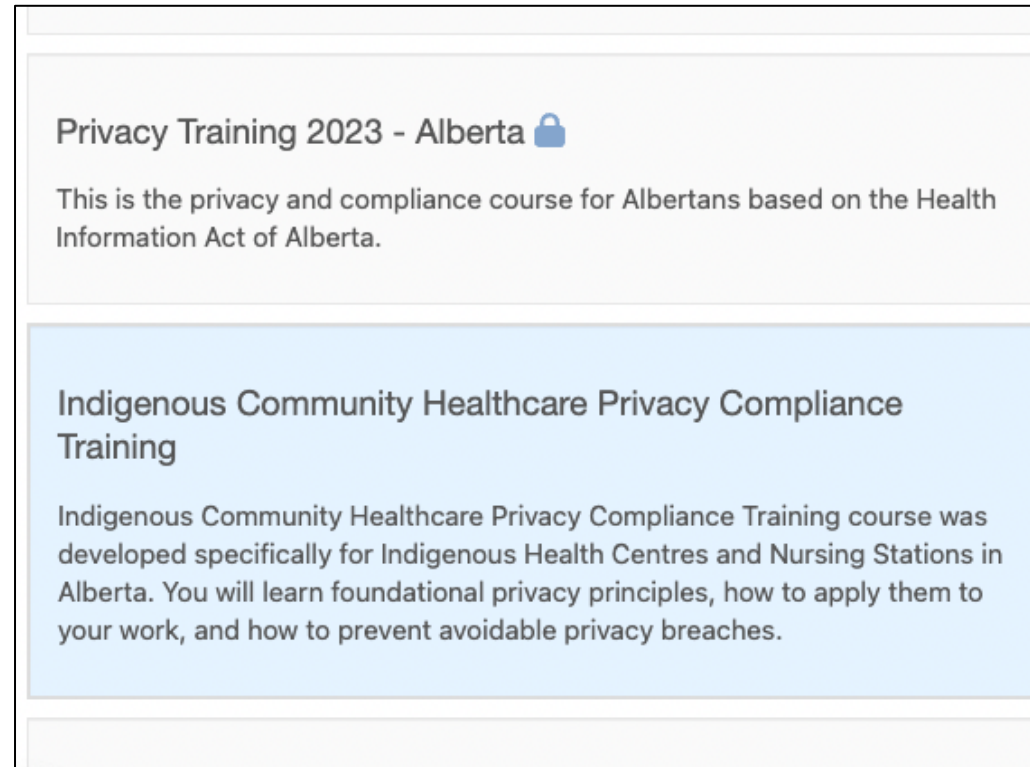 Privacy Training 2023 - Alberta
This is the privacy and compliance course for Albertans based on the Health
Information Act of Alberta.
Indigenous Community Healthcare Privacy Compliance
Training
Indigenous Community Healthcare Privacy Compliance Training course was
developed specifically for Indigenous Health Centres and Nursing Stations in
Alberta. You will learn foundational privacy principles, how to apply them to
your work, and how to prevent avoidable privacy breaches.